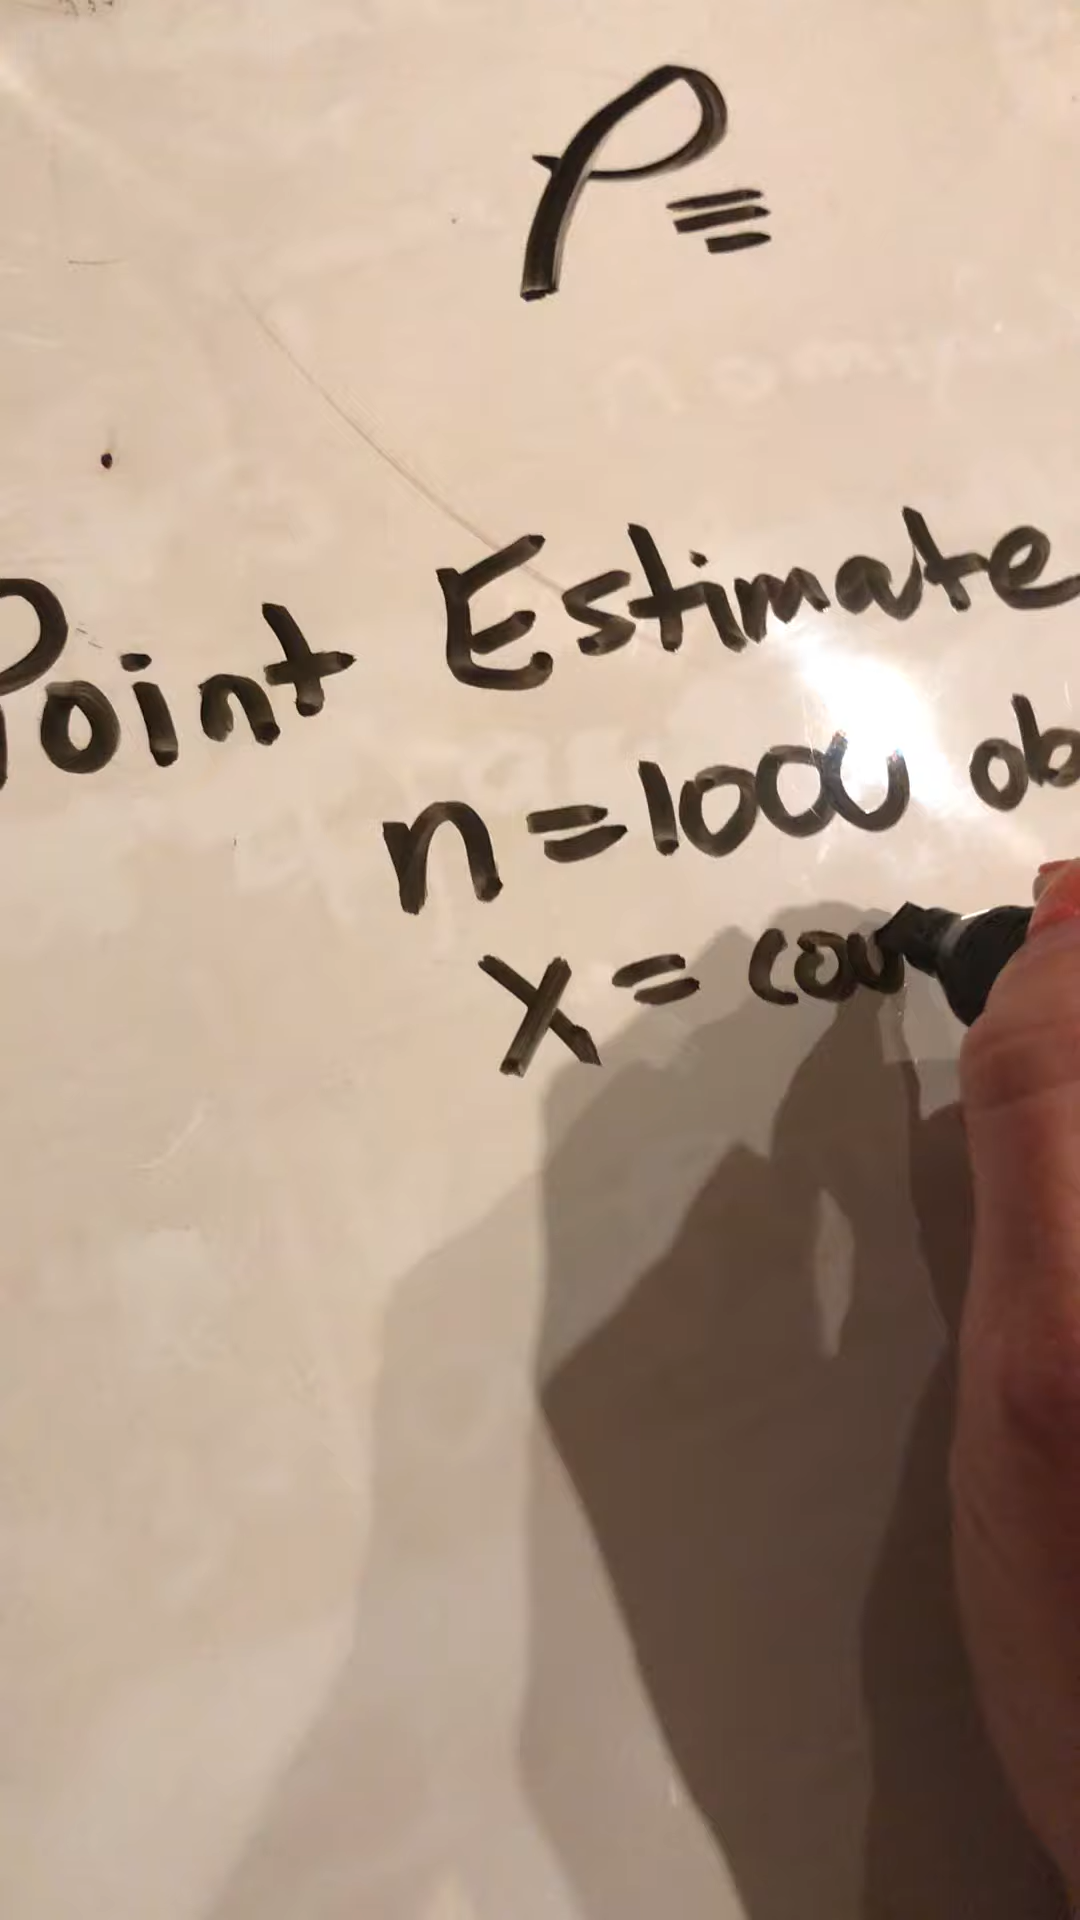 P≡
Point Estimate
n=1000 ob
x = cou